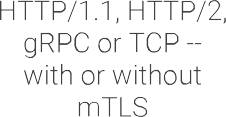 HTTP/1.1, HTTP/2,
gRPC or TCP --
with or without
mTLS